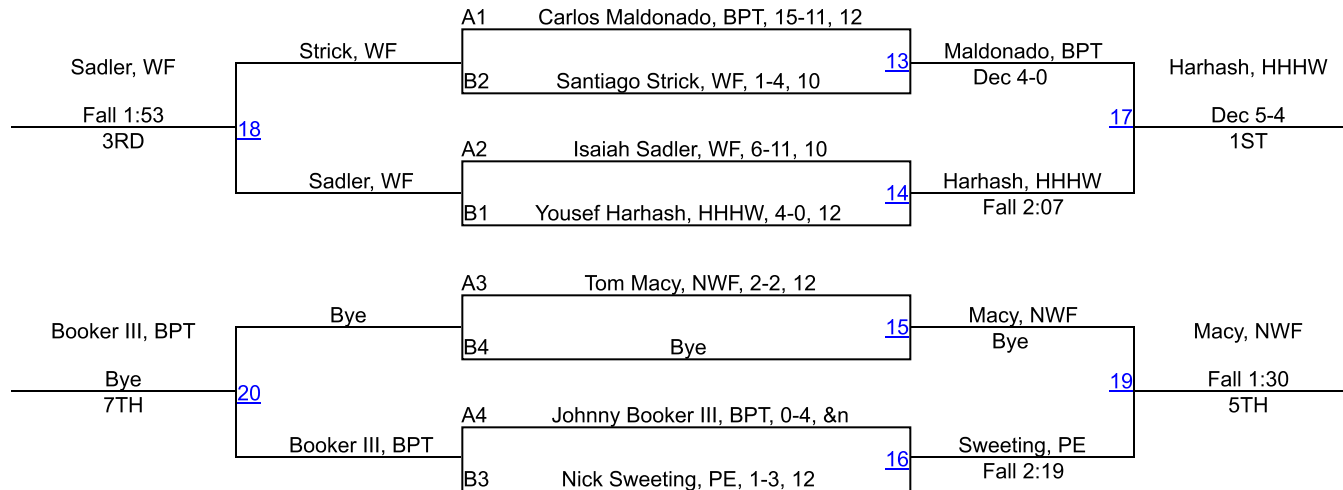 A1 Carlos Maldonado, BPT, 15-11, 12
Strick, WF
13
Maldonado, BPT
Sadler, WF
Harhash, HHHW
B2 Santiago Strick, WF, 1-4, 10
Dec 4-0
Fall 1:53
18
17
Dec 5-4
3RD
1ST
A2 Isaiah Sadler, WF, 6-11, 10
Sadler, WF
14
Harhash, HHHW
B1 Yousef Harhash, HHHW, 4-0, 12
Fall 2:07
A3 Tom Macy, NWF, 2-2, 12
Bye
15
Macy, NWF
Booker III, BPT
Macy, NWF
B4 Bye
Bye
Bye
20
19
Fall 1:30
7TH
5TH
A4 Johnny Booker III, BPT, 0-4, &n
Booker III, BPT
16
Sweeting, PE
B3 Nick Sweeting, PE, 1-3, 12
Fall 2:19